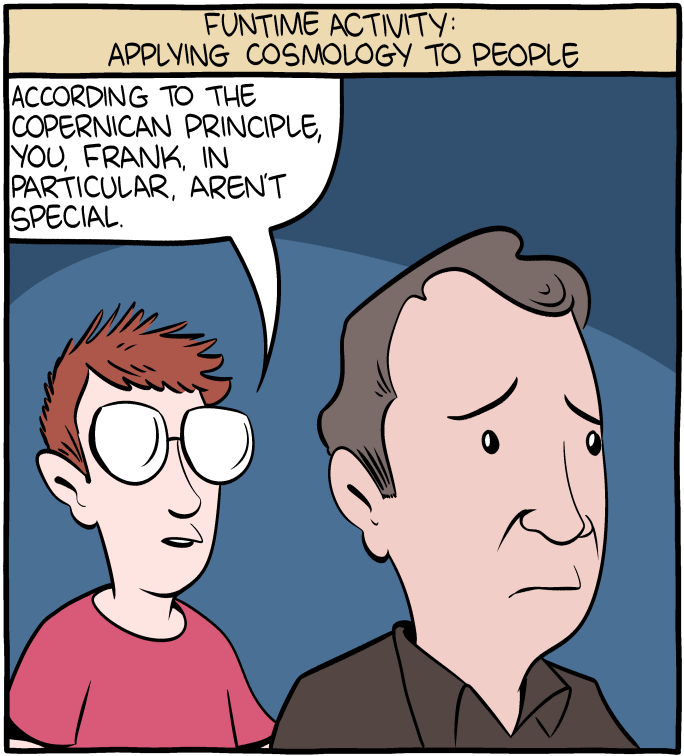 FUNTIME ACTIVITY:
APPLYING COSMOLOGY TO PEOPLE
ACCORDING TO THE
COPERNICAN PRINCIPLE,
YOU, FRANK, IN
PARTICULAR, AREN'T
SPECIAL.